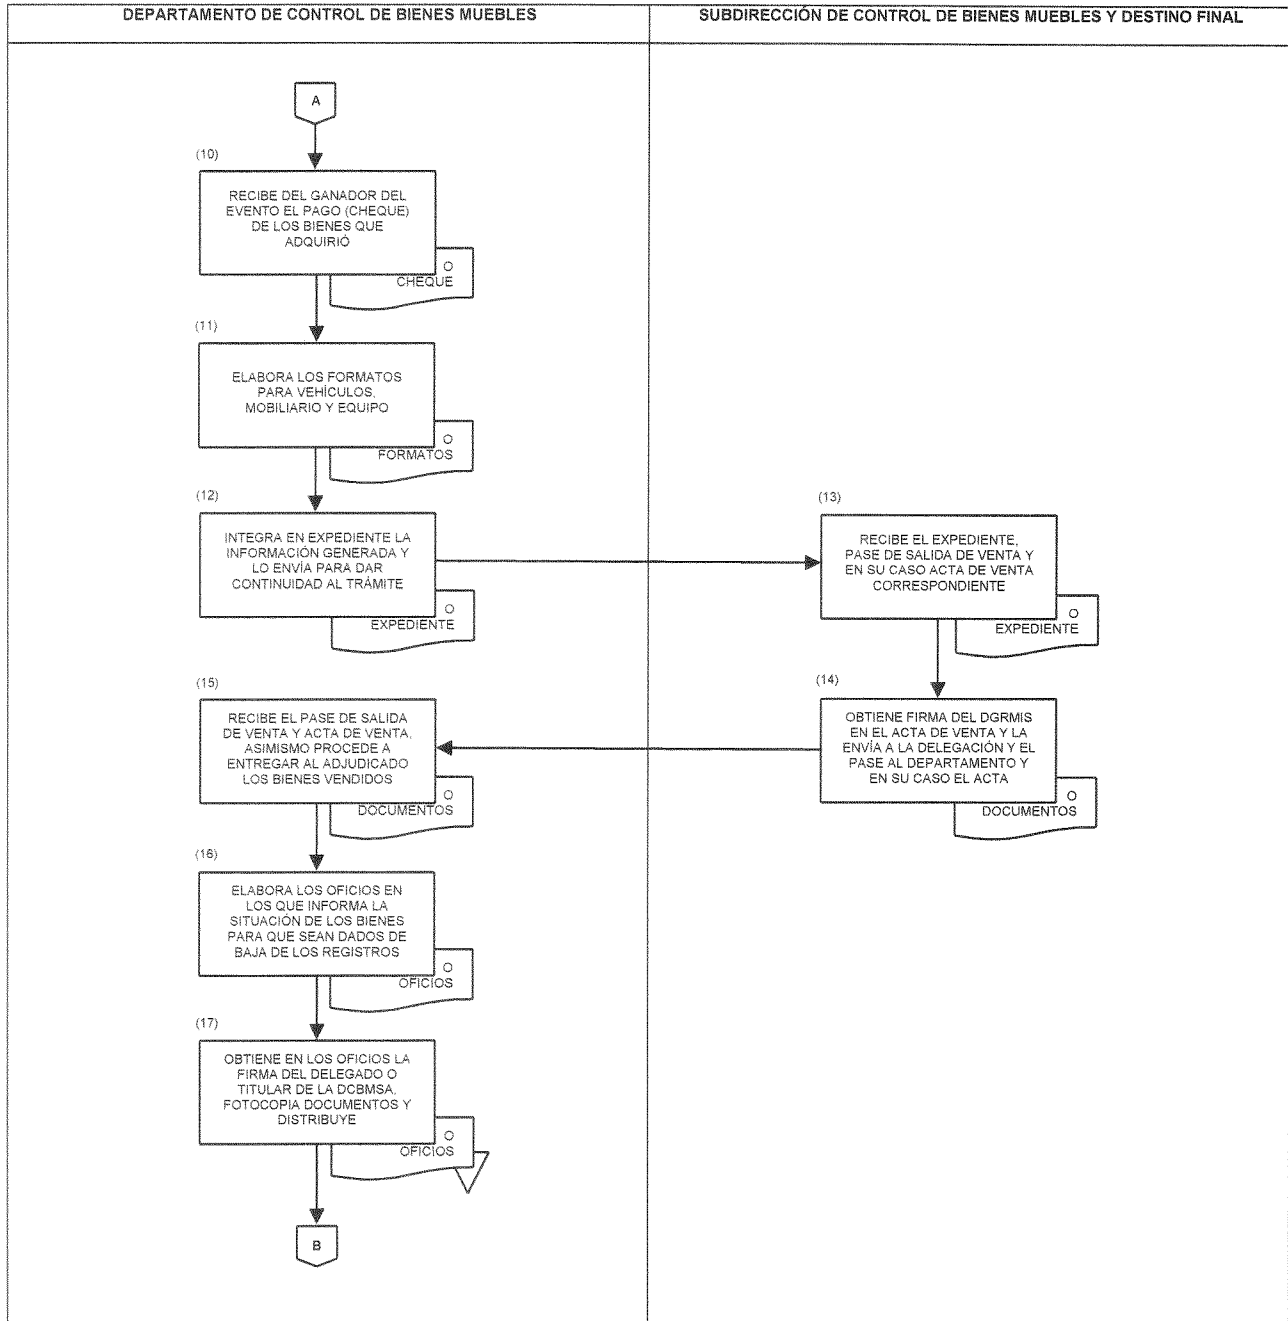 DEPARTAMENTO DE CONTROL DE BIENES MUEBLES
SUBDIRECCIÓN DE CONTROL DE BIENES MUEBLES Y DESTINO FINAL
A
(10)
RECIBE DEL GANADOR DEL
EVENTO EL PAGO (CHEQUE)
DE LOS BIENES QUE
ADQUIRIÓ
O
CHEQUE
(11)
ELABORA LOS FORMATOS
PARA VEHÍCULOS,
MOBILIARIO Y EQUIPO
O
FORMATOS
(12)
INTEGRA EN EXPEDIENTE LA
INFORMACIÓN GENERADA Y
LO ENVÍA PARA DAR
CONTINUIDAD AL TRÁMITE
O
EXPEDIENTE
(13)
RECIBE EL EXPEDIENTE,
PASE DE SALIDA DE VENTA Y
EN SU CASO ACTA DE VENTA
CORRESPONDIENTE
O
EXPEDIENTE
(14)
OBTIENE FIRMA DEL DGRMIS
EN EL ACTA DE VENTA Y LA
ENVÍA A LA DELEGACIÓN Y EL
PASE AL DEPARTAMENTO Y
EN SU CASO EL ACTA
O
DOCUMENTOS
(15)
RECIBE EL PASE DE SALIDA
DE VENTA Y ACTA DE VENTA,
ASIMISMO PROCEDE A
ENTREGAR AL ADJUDICADO
LOS BIENES VENDIDOS
O
DOCUMENTOS
(16)
ELABORA LOS OFICIOS EN
LOS QUE INFORMA LA
SITUACIÓN DE LOS BIENES
PARA QUE SEAN DADOS DE
BAJA DE LOS REGISTROS
O
OFICIOS
(17)
OBTIENE EN LOS OFICIOS LA
FIRMA DEL DELEGADO O
TITULAR DE LA DCBMSA,
FOTOCOPIA DOCUMENTOS Y
DISTRIBUYE
O
OFICIOS
B